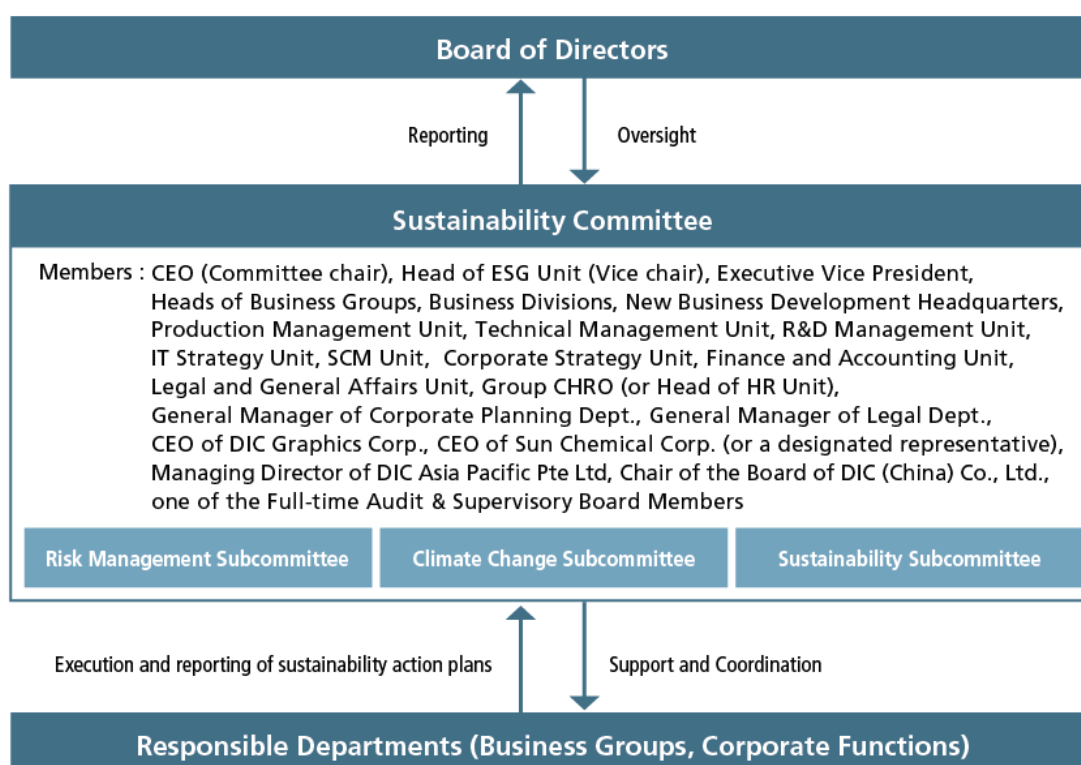 Board of Directors
Reporting
Oversight
Sustainability Committee
Members : CEO (Committee chair), Head of ESG Unit (Vice chair), Executive Vice President,
Heads of Business Groups, Business Divisions, New Business Development Headquarters,
Production Management Unit, Technical Management Unit, R&D Management Unit,
IT Strategy Unit, SCM Unit, Corporate Strategy Unit, Finance and Accounting Unit,
Legal and General Affairs Unit, Group CHRO (or Head of HR Unit),
General Manager of Corporate Planning Dept., General Manager of Legal Dept.,
CEO of DIC Graphics Corp., CEO of Sun Chemical Corp. (or a designated representative),
Managing Director of DIC Asia Pacific Pte Ltd, Chair of the Board of DIC (China) Co., Ltd.,
one of the Full-time Audit & Supervisory Board Members
Risk Management Subcommittee
Climate Change Subcommittee
Sustainability Subcommittee
Execution and reporting of sustainability action plans
Support and Coordination
Responsible Departments (Business Groups, Corporate Functions)